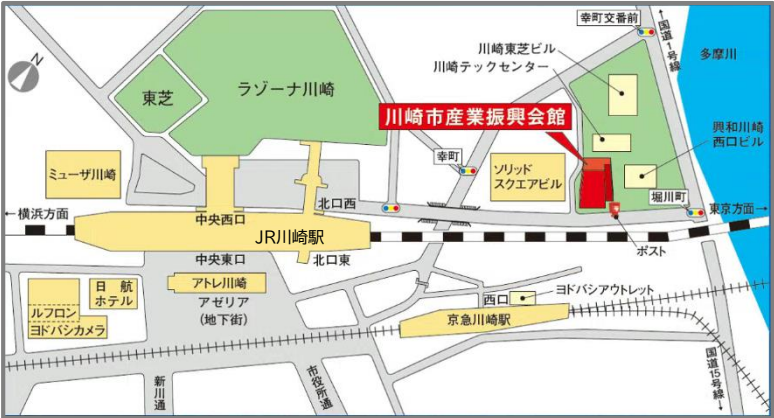 幸町交番前
国道1号線
多摩川
N
川崎東芝ビル
川崎テックセンター
ラゾーナ川崎
東芝
川崎市産業振興会館
興和川崎
西口ビル
幸町
ソリッド
スクエアビル
ミューザ川崎
堀川町
北口西
←横浜方面
中央西口
東京方面→
JR川崎駅
ポスト
中央東口
北口東
アトレ川崎
日航
ホテル
アゼリア
(地下街)
ヨドバシアウトレット
西口
ルフロン
ヨドバシカメラ
京急川崎駅
国道15号線
新川通
市役所通